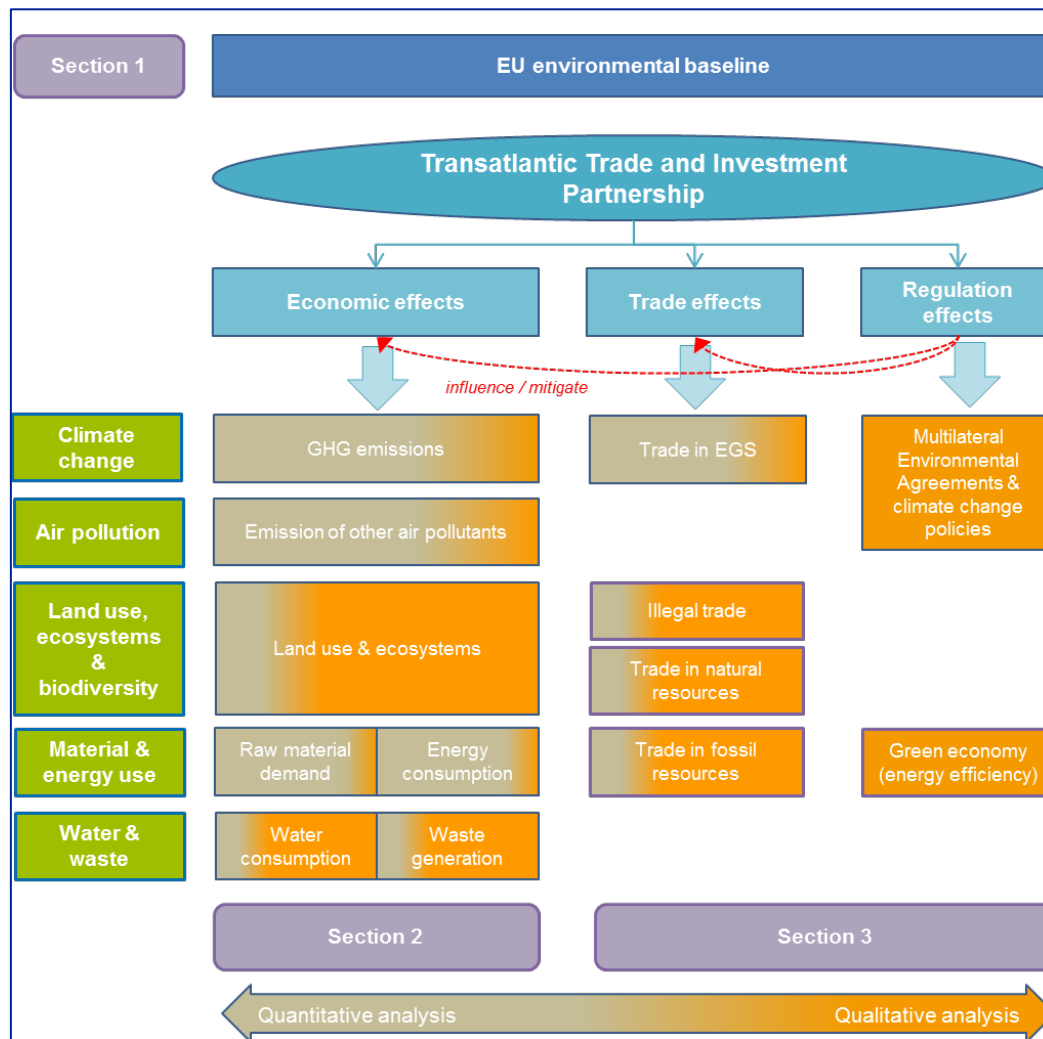 Section 1
EU environmental baseline
Transatlantic Trade and Investment
Partnership
Economic effects
Trade effects
Regulation
effects
influence / mitigate
Climate
change
GHG emissions
Trade in EGS
Multilateral
Environmental
Agreements &
climate change
policies
Air pollution
Emission of other air pollutants
Land use,
ecosystems
&
biodiversity
Land use & ecosystems
Illegal trade
Trade in natural
resources
Material &
energy use
Raw material
demand
Energy
consumption
Trade in fossil
resources
Green economy
(energy efficiency)
Water &
waste
Water
consumption
Waste
generation
Section 2
Section 3
Quantitative analysis
Qualitative analysis